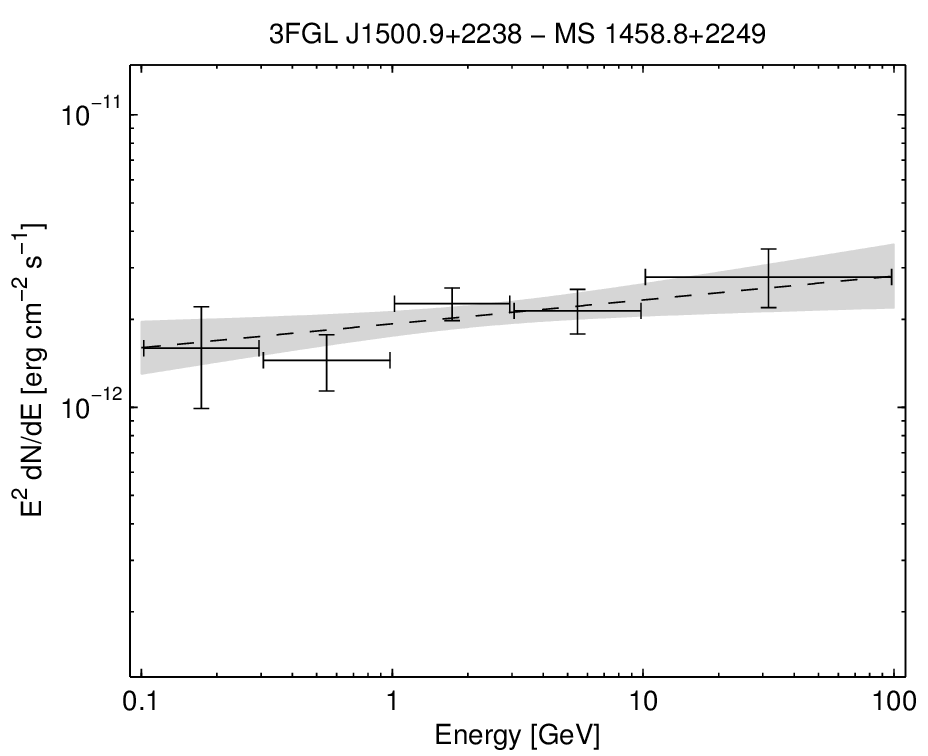 3FGL J1500.9+2238 − MS 1458.8+2249
10−11
10−12
E2 dN/dE [erg cm−2 s−1]
0.1 1 10 100
Energy [GeV]